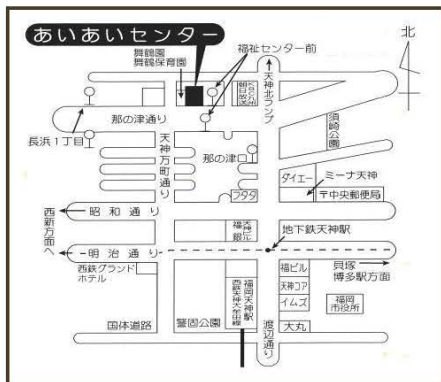 あいあいセンター
北
舞鶴園
舞鶴保育園
福祉センター前
天神北ランプ
那の津通り
長浜1丁目
天神万町通り
那の津口
須崎公園
ダイエー
ミーナ天神
〒中央郵便局
ラタタ
昭和通り
西新方面へ
明治通り
福岡銀行
地下鉄天神駅
貝塚
博多駅方面
西鉄グランド
ホテル
福ビル
天神コア
イムズ
福岡
市役所
福岡天神駅
西鉄天神大牟田線
国体道路
警固公園
渡辺通り
大丸